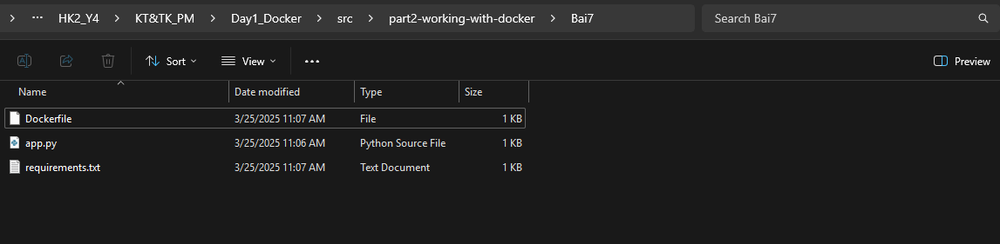 > ··· HK2_Y4 > KT&TK_PM > Day1_Docker > src > part2-working-with-docker > Bai7 Search Bai7
Sort View ··· Preview
Name Date modified Type Size
Dockerfile 3/25/2025 11:07 AM File 1 KB
app.py 3/25/2025 11:06 AM Python Source File 1 KB
requirements.txt 3/25/2025 11:07 AM Text Document 1 KB